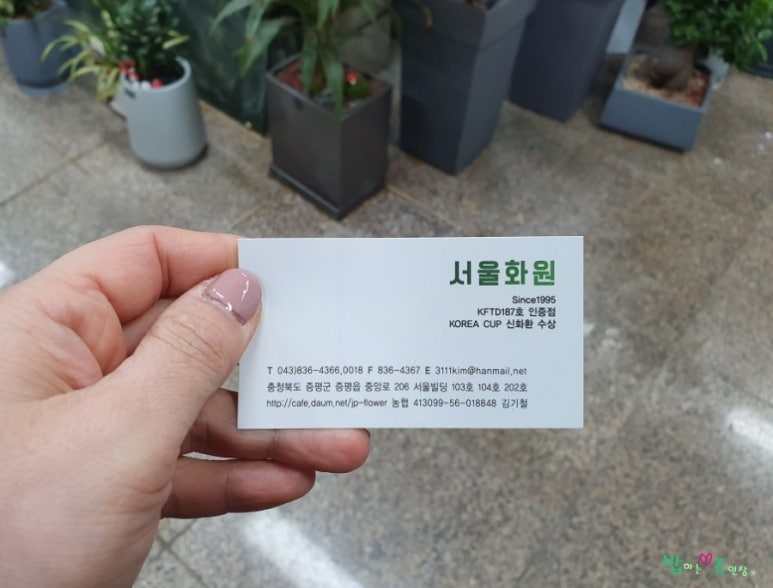 서울화원
Since1995
KFTD187호 인증점
KOREA CUP 신화환 수상
T 043)836-4366,0018 F 836-4367 E 3111kim@hanmail.net
충청북도 증평군 증평읍 중앙로 206 서울빌딩 103호 104호 202호
http://cafe.daum.net/jp-flower 농협 413099-56-018848 김기철
밥하는